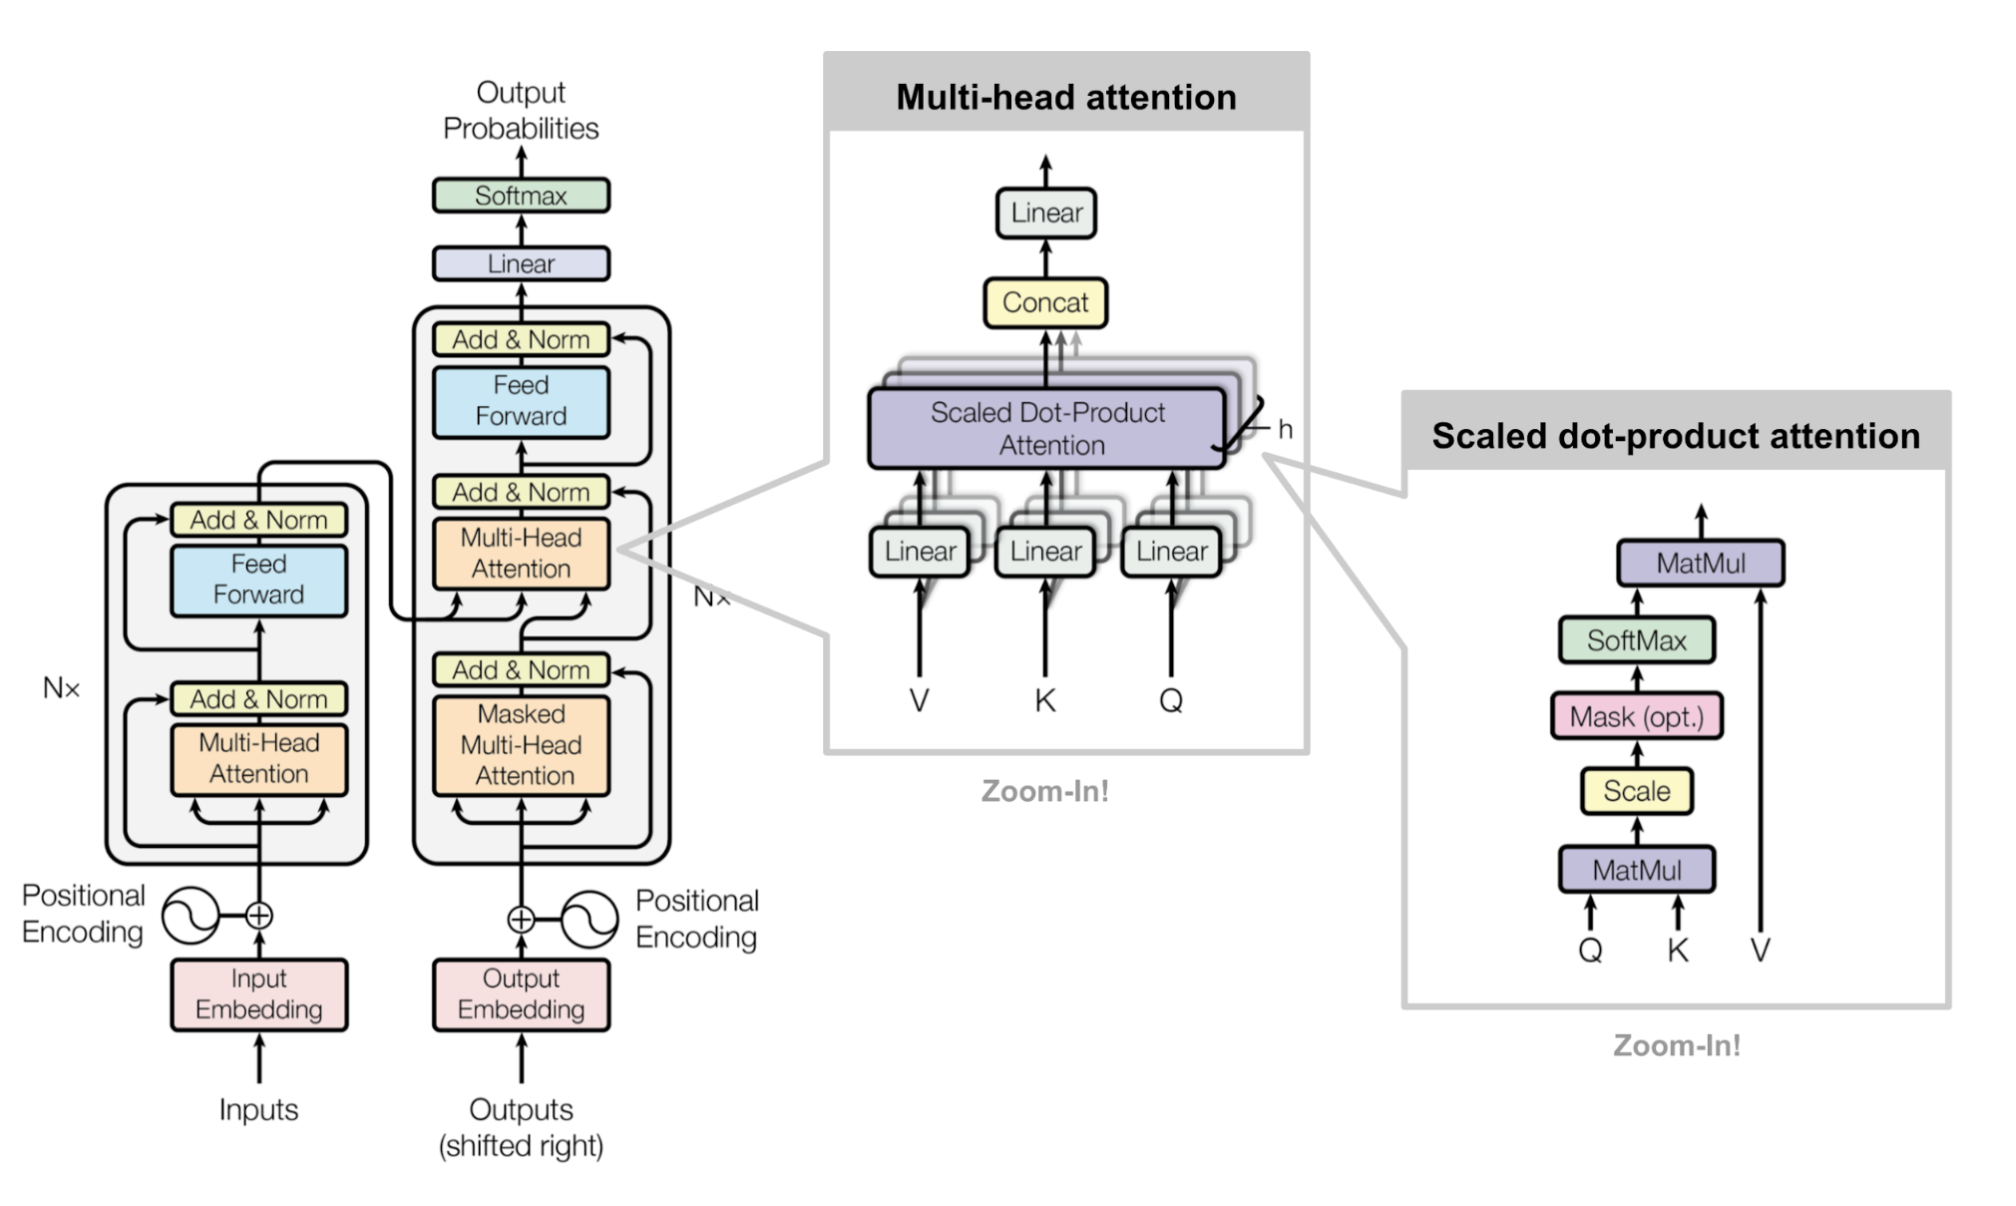 Output
Probabilities
Softmax
Linear
Add & Norm
Feed
Forward
Add & Norm
Multi-Head
Attention
Add & Norm
Masked
Multi-Head
Attention
N×
Positional
Encoding
Output
Embedding
Outputs
(shifted right)
Add & Norm
Feed
Forward
Add & Norm
Multi-Head
Attention
N×
Positional
Encoding
Input
Embedding
Inputs
Multi-head attention
Linear
Concat
Scaled Dot-Product
Attention
h
Linear
Linear
Linear
V
K
Q
Zoom-In!
Scaled dot-product attention
MatMul
SoftMax
Mask (opt.)
Scale
MatMul
Q
K
V
Zoom-In!